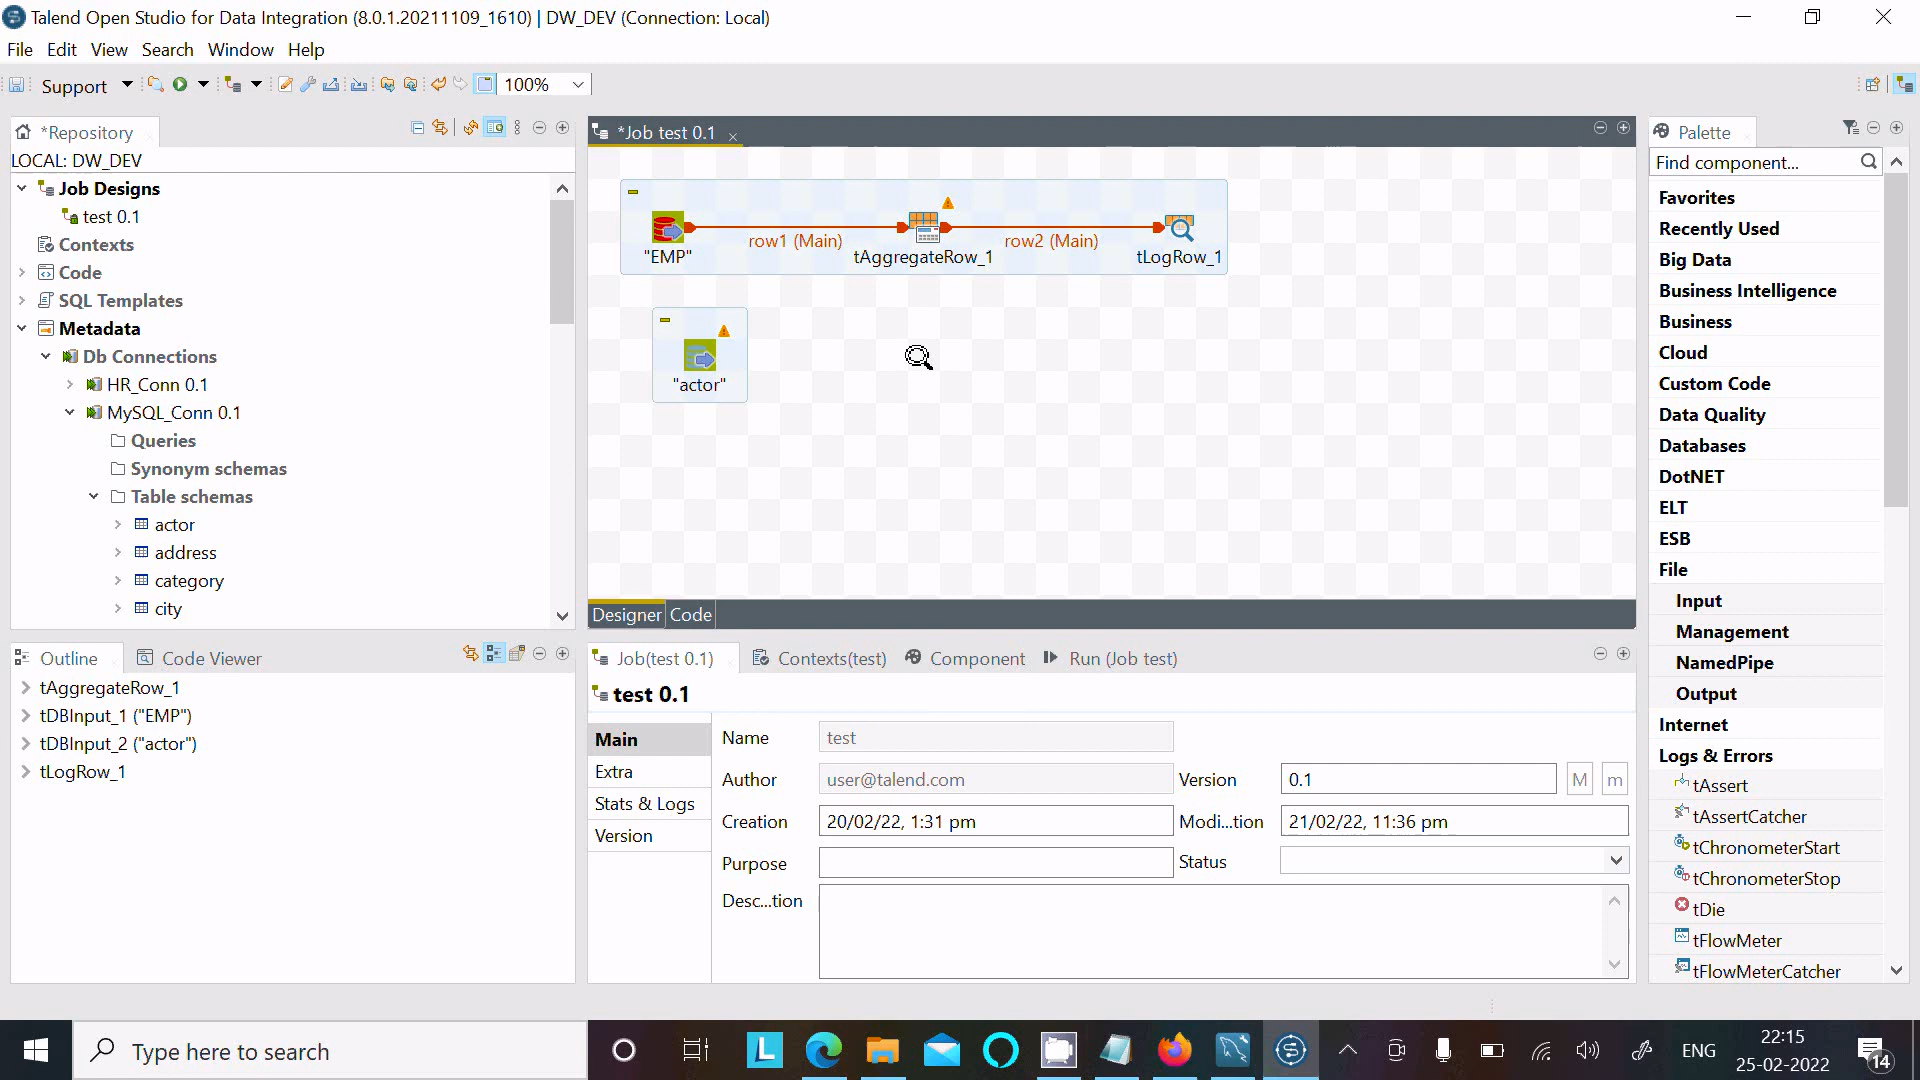 Talend Open Studio for Data Integration (8.0.1.20211109_1610) | DW_DEV (Connection: Local)
File Edit View Search Window Help
Support 100%
*Repository
LOCAL: DW_DEV
Job Designs
test 0.1
Contexts
Code
SQL Templates
Metadata
Db Connections
HR_Conn 0.1
MySQL_Conn 0.1
Queries
Synonym schemas
Table schemas
actor
address
category
city
Outline Code Viewer
tAggregateRow_1
tDBInput_1 ("EMP")
tDBInput_2 ("actor")
tLogRow_1
*Job test 0.1
row1 (Main) row2 (Main)
"EMP" tAggregateRow_1 tLogRow_1
"actor"
Designer Code
Job(test 0.1) Contexts(test) Component Run (Job test)
test 0.1
Main
Extra
Stats & Logs
Version
Name test
Author user@talend.com Version 0.1 M m
Creation 20/02/22, 1:31 pm Modi...tion 21/02/22, 11:36 pm
Purpose Status
Desc...tion
Palette
Find component...
Favorites
Recently Used
Big Data
Business Intelligence
Business
Cloud
Custom Code
Data Quality
Databases
DotNET
ELT
ESB
File
Input
Management
NamedPipe
Output
Internet
Logs & Errors
tAssert
tAssertCatcher
tChronometerStart
tChronometerStop
tDie
tFlowMeter
tFlowMeterCatcher
Type here to search
L
ENG
22:15
25-02-2022
14